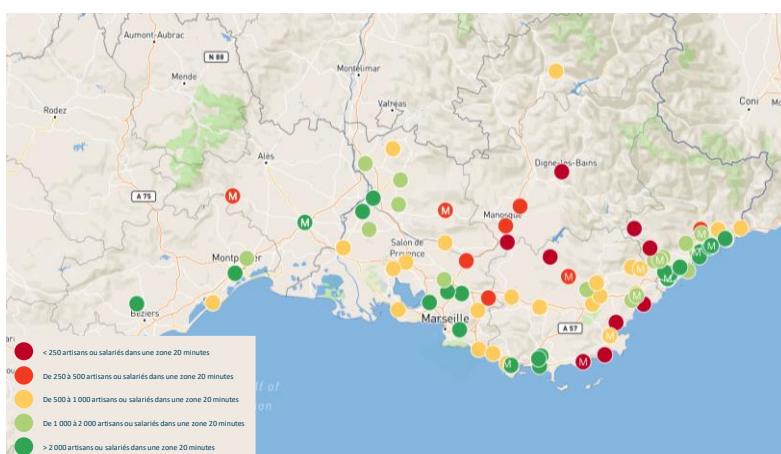 Aumont-Aubrac
N 88
Montélimar
Mende
Valréas
Coni
Rodez
Alès
Digne-les-Bains
A 75
M
M
Manosque
M
M
Salon de
Provence
Montpellier
M
Béziers
Marseille
A 57
M
M
M
< 250 artisans ou salariés dans une zone 20 minutes
De 250 à 500 artisans ou salariés dans une zone 20 minutes
De 500 à 1 000 artisans ou salariés dans une zone 20 minutes
De 1 000 à 2 000 artisans ou salariés dans une zone 20 minutes
> 2 000 artisans ou salariés dans une zone 20 minutes